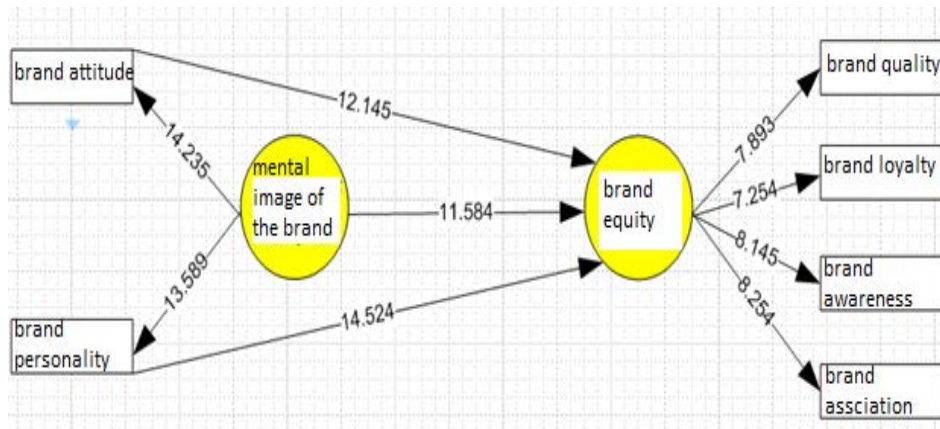 brand attitude
brand quality
12.145
7.893
14.235
mental
image of
the brand
11.584
brand
equity
brand loyalty
7.254
8.145
13.589
14.524
8.254
brand
awareness
brand
personality
brand
assciation